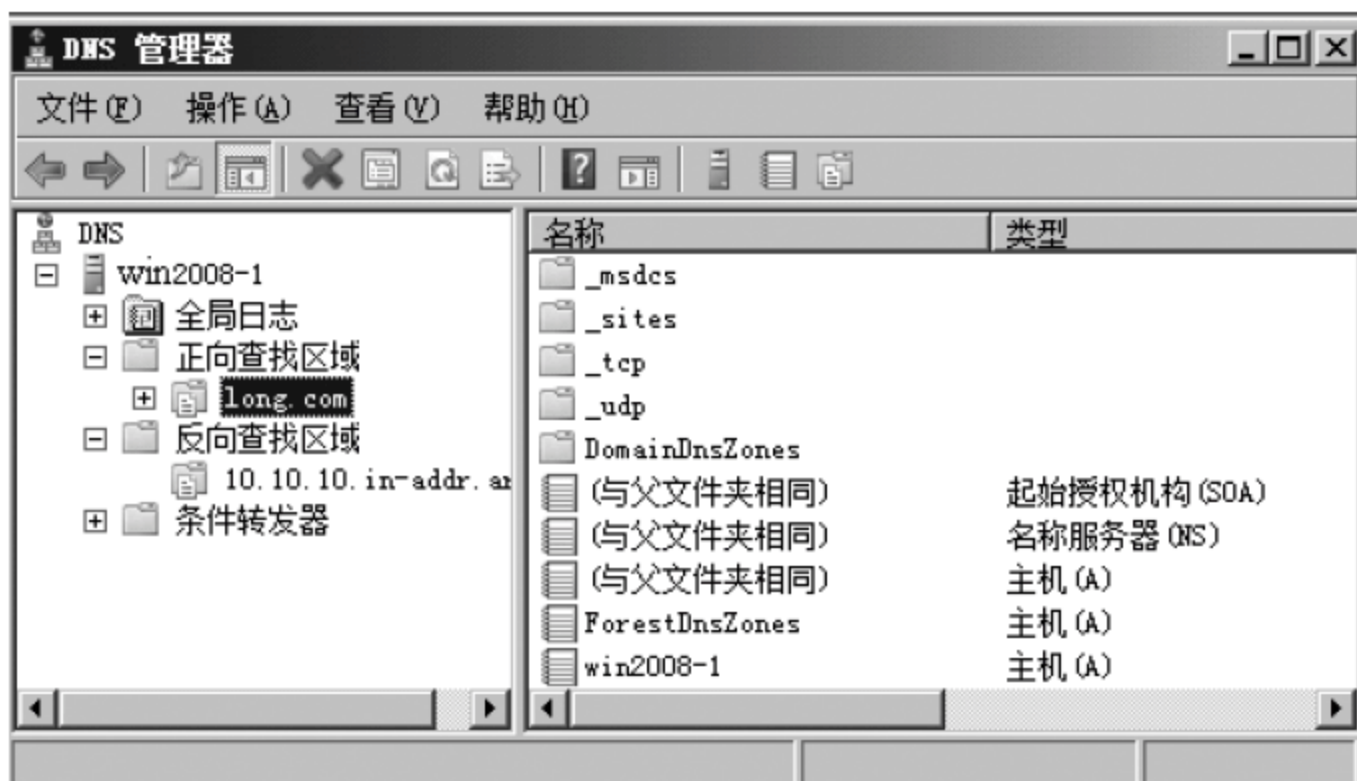 DNS 管理器
文件(F) 操作(A) 查看(V) 帮助(H)
DNS
win2008-1
全局日志
正向查找区域
long.com
反向查找区域
10.10.10.in-addr.ar
条件转发器
名称 类型
_msdcs
_sites
_tcp
_udp
DomainDnsZones
(与父文件夹相同) 起始授权机构(SOA)
(与父文件夹相同) 名称服务器(NS)
(与父文件夹相同) 主机(A)
ForestDnsZones 主机(A)
win2008-1 主机(A)